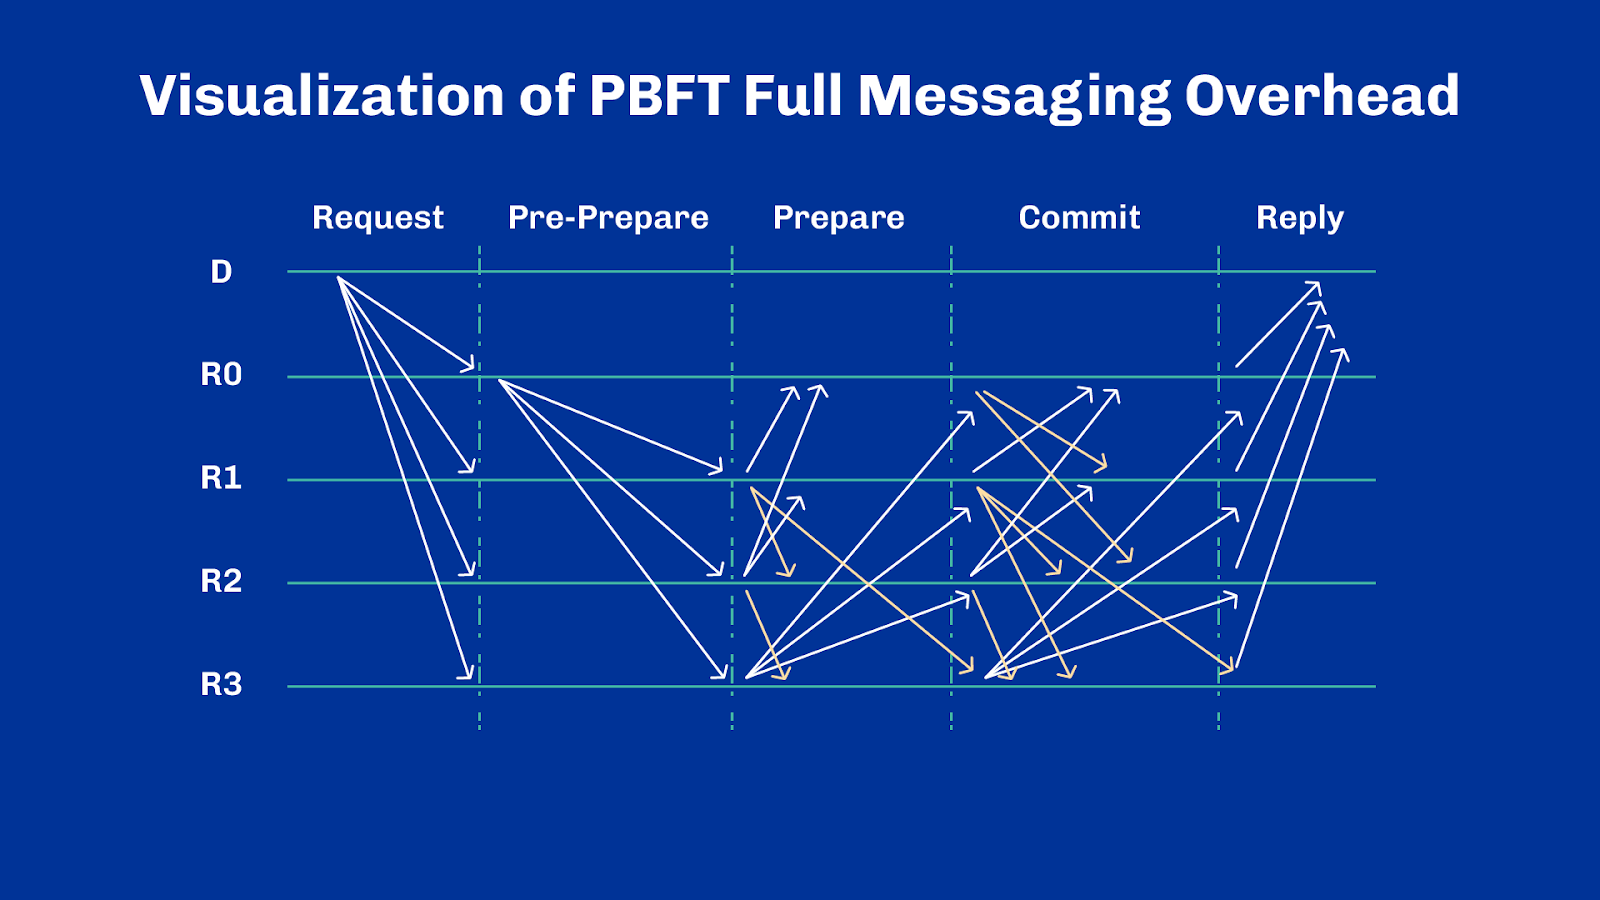 Visualization of PBFT Full Messaging Overhead
Request Pre-Prepare Prepare Commit Reply
D
R0
R1
R2
R3